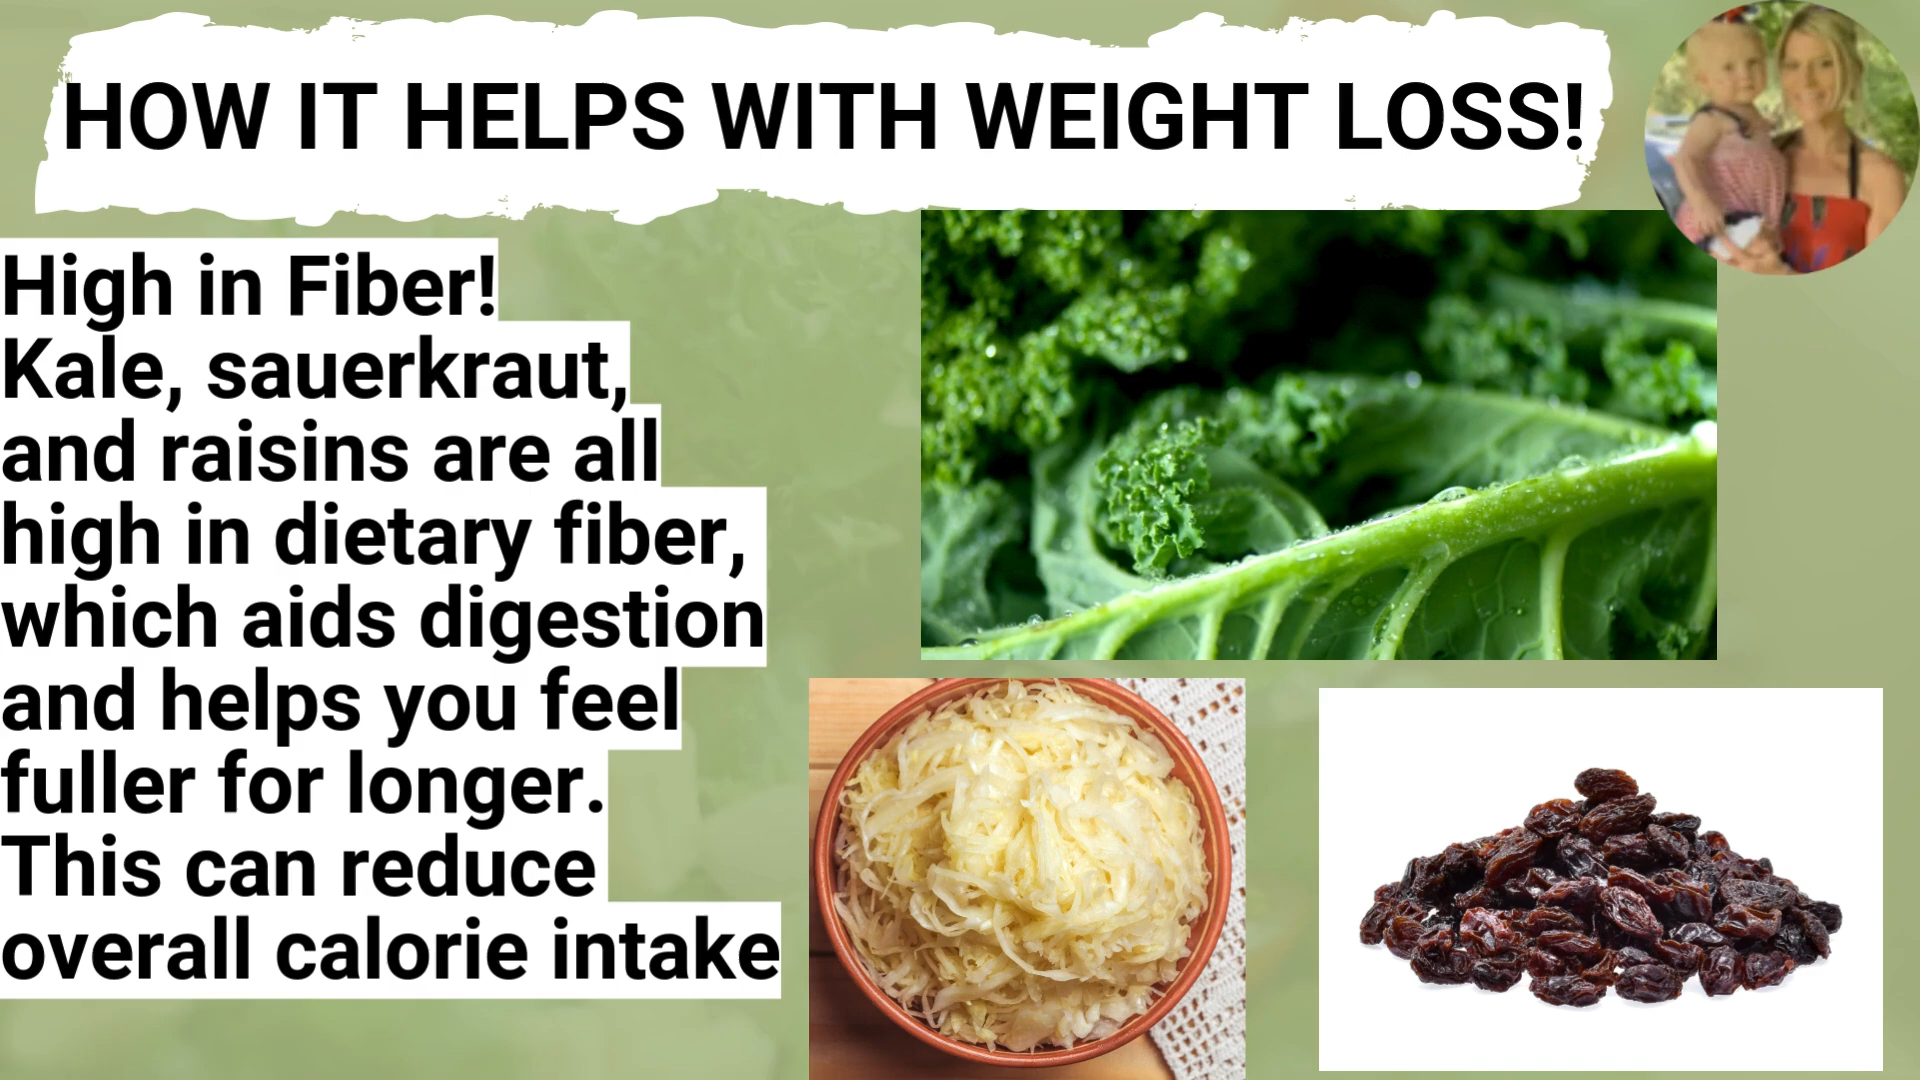 HOW IT HELPS WITH WEIGHT LOSS!
High in Fiber!
Kale, sauerkraut,
and raisins are all
high in dietary fiber,
which aids digestion
and helps you feel
fuller for longer.
This can reduce
overall calorie intake